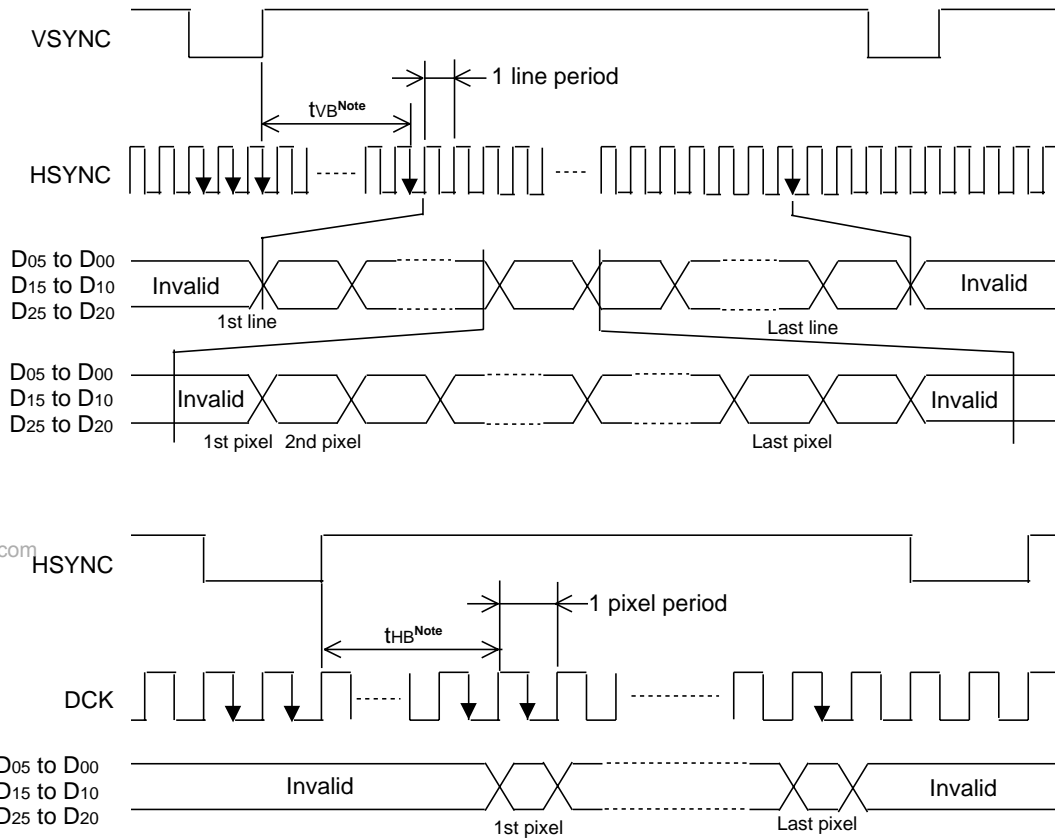 VSYNC
1 line period
tVBNote
HSYNC
D05 to D00
D15 to D10
D25 to D20
Invalid
Invalid
1st line
Last line
D05 to D00
D15 to D10
D25 to D20
Invalid
Invalid
1st pixel
2nd pixel
Last pixel
com
HSYNC
1 pixel period
tHBNote
DCK
D05 to D00
D15 to D10
D25 to D20
Invalid
Invalid
1st pixel
Last pixel